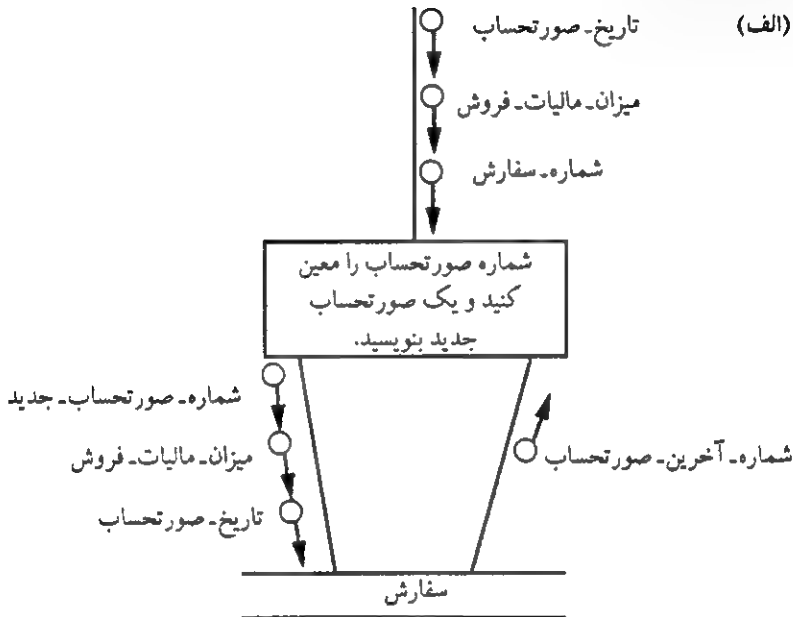 (الف)
تاریخ-صورتحساب
میزان-مالیات-فروش
شماره-سفارش
شماره صورتحساب را معین
کنید و یک صورتحساب
جدید بنویسید.
شماره-صورتحساب-جدید
میزان-مالیات-فروش
تاریخ-صورتحساب
شماره-آخرین-صورتحساب
سفارش